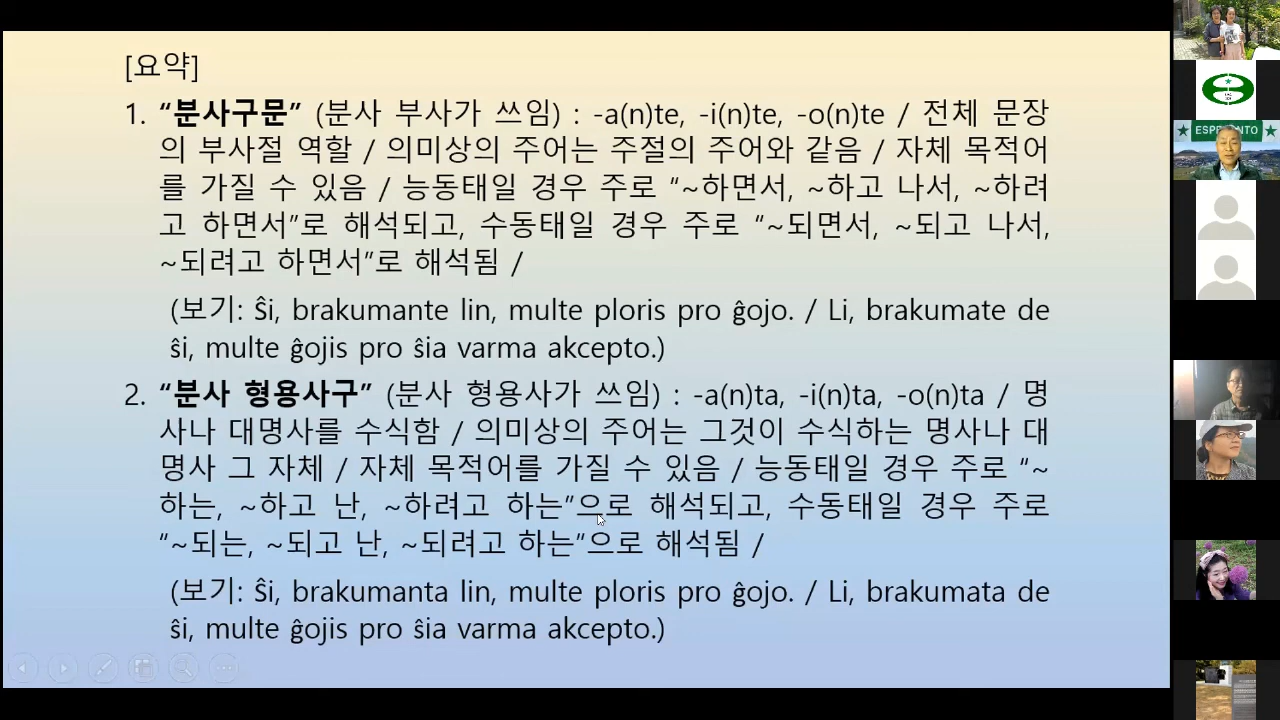 [요약]
1. “분사구문” (분사 부사가 쓰임) : -a(n)te, -i(n)te, -o(n)te / 전체 문장
의 부사절 역할 / 의미상의 주어는 주절의 주어와 같음 / 자체 목적어
를 가질 수 있음 / 능동태일 경우 주로 “~하면서, ~하고 나서, ~하려
고 하면서”로 해석되고, 수동태일 경우 주로 “~되면서, ~되고 나서,
~되려고 하면서”로 해석됨 /
(보기: ŝi, brakumante lin, multe ploris pro ĝojo. / Li, brakumate de
ŝi, multe ĝojis pro ŝia varma akcepto.)
2. “분사 형용사구” (분사 형용사가 쓰임) : -a(n)ta, -i(n)ta, -o(n)ta / 명
사나 대명사를 수식함 / 의미상의 주어는 그것이 수식하는 명사나 대
명사 그 자체 / 자체 목적어를 가질 수 있음 / 능동태일 경우 주로 “~
하는, ~하고 난, ~하려고 하는”으로 해석되고, 수동태일 경우 주로
“~되는, ~되고 난, ~되려고 하는“으로 해석됨 /
(보기: ŝi, brakumanta lin, multe ploris pro ĝojo. / Li, brakumata de
ŝi, multe ĝojis pro ŝia varma akcepto.)